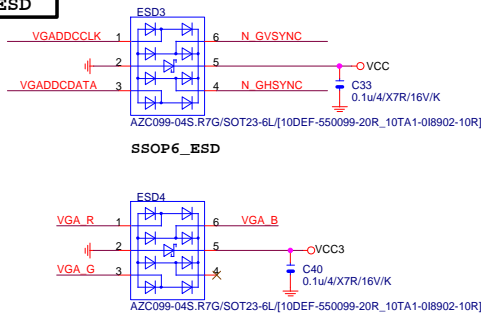 ESD
ESD3
VGADDCCLK 1 6 N_GVSYNC
2 5 VCC
VGADDCDATA 3 4 N_GHSYNC
C33
0.1u/4/X7R/16V/K
AZC099-04S.R7G/SOT23-6L/[10DEF-550099-20R_10TA1-0I8902-10R]
SSOP6_ESD
ESD4
VGA_R 1 6 VGA_B
2 5 VCC3
VGA_G 3 4
C40
0.1u/4/X7R/16V/K
AZC099-04S.R7G/SOT23-6L/[10DEF-550099-20R_10TA1-0I8902-10R]